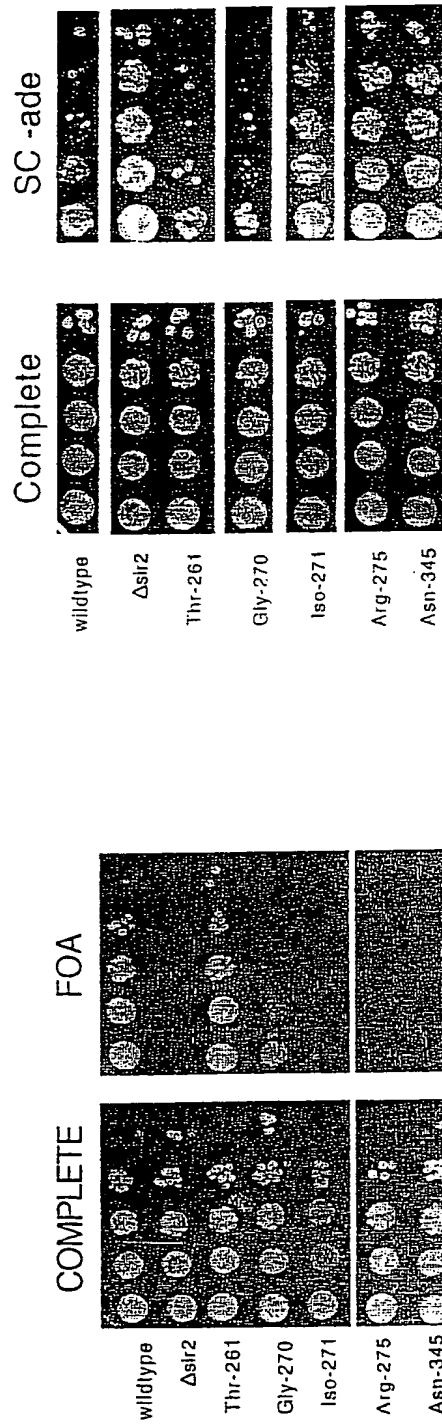 COMPLETE
FOA
wildtype
Δsir2
Thr-261
Gly-270
Iso-271
Arg-275
Asn-345
Complete
SC -ade
wildtype
Δsir2
Thr-261
Gly-270
Iso-271
Arg-275
Asn-345